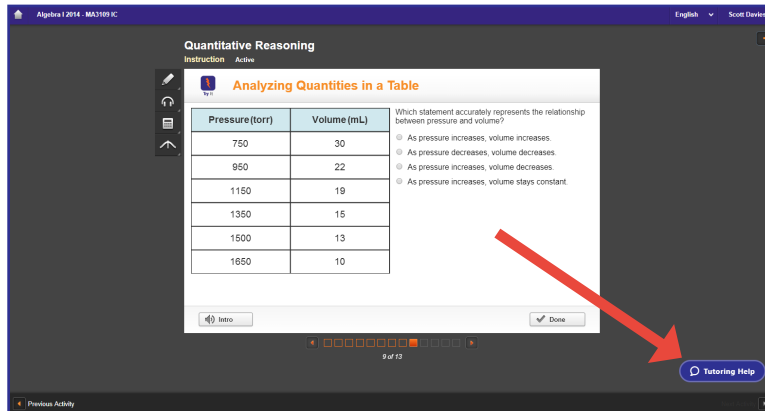 Algebra I 2014 - MA3109 IC
English
Scott Davies
Quantitative Reasoning
Instruction Active
Try It
Analyzing Quantities in a Table
Pressure (torr) Volume (mL)
750 30
950 22
1150 19
1350 15
1500 13
1650 10
Which statement accurately represents the relationship
between pressure and volume?
As pressure increases, volume increases.
As pressure decreases, volume decreases.
As pressure increases, volume decreases.
As pressure increases, volume stays constant.
Intro
Done
9 of 13
Tutoring Help
Previous Activity